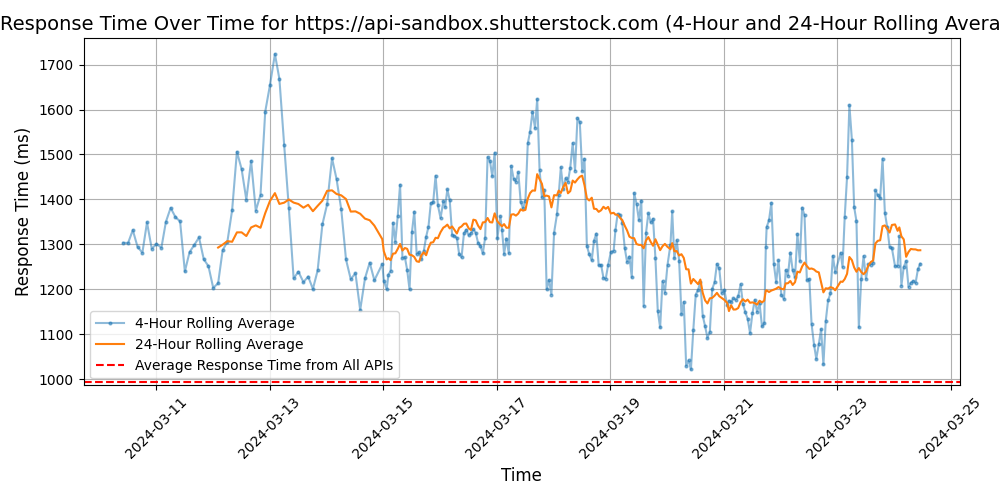 Response Time Over Time for https://api-sandbox.shutterstock.com (4-Hour and 24-Hour Rolling Avera
Response Time (ms)
1700
1600
1500
1400
1300
1200
1100
1000
4-Hour Rolling Average
24-Hour Rolling Average
Average Response Time from All APIs
2024-03-11
2024-03-13
2024-03-15
2024-03-17
2024-03-19
2024-03-21
2024-03-23
2024-03-25
Time